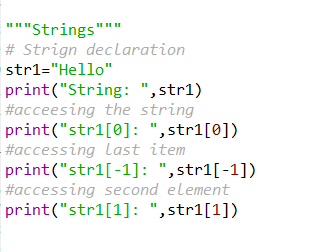 """Strings"""
# Strign declaration
str1="Hello"
print("String: ",str1)
#acceesing the string
print("str1[0]: ",str1[0])
#accessing last item
print("str1[-1]: ",str1[-1])
#accessing second element
print("str1[1]: ",str1[1])